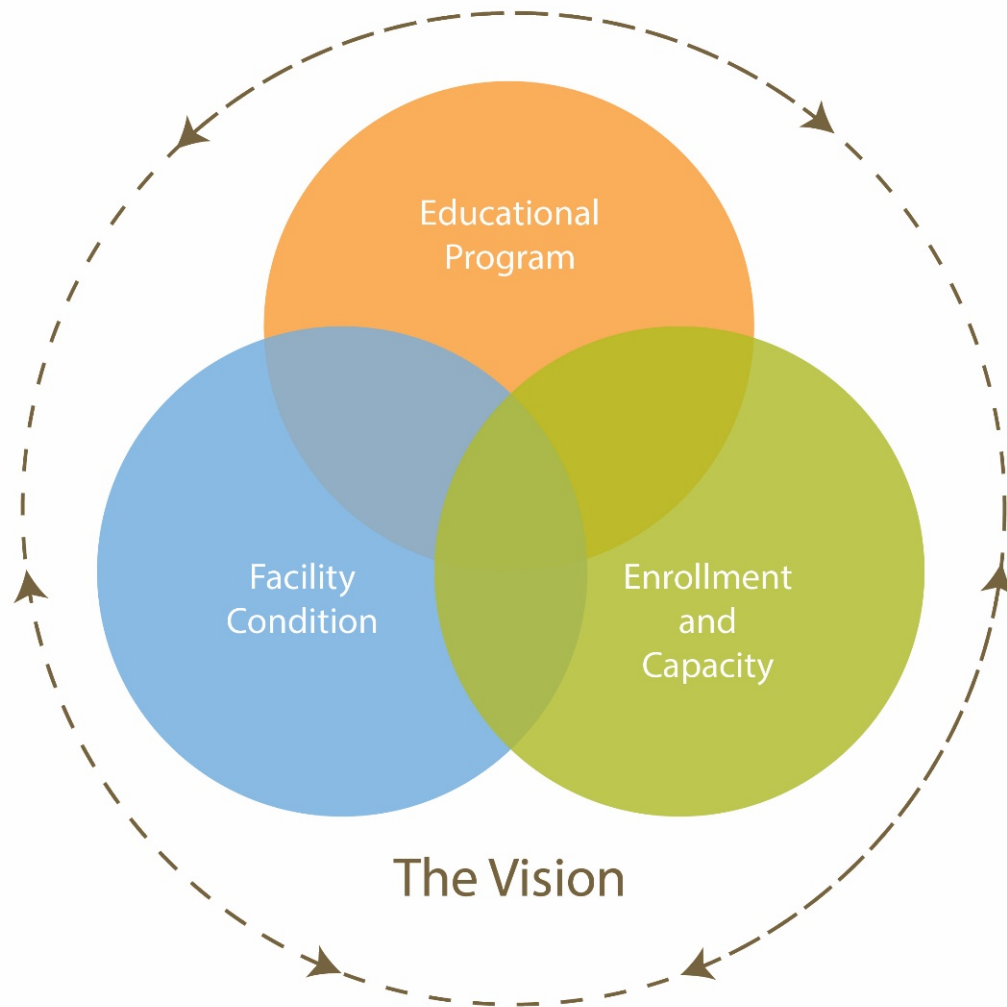 Educational
Program
Facility
Condition
Enrollment
and
Capacity
The Vision